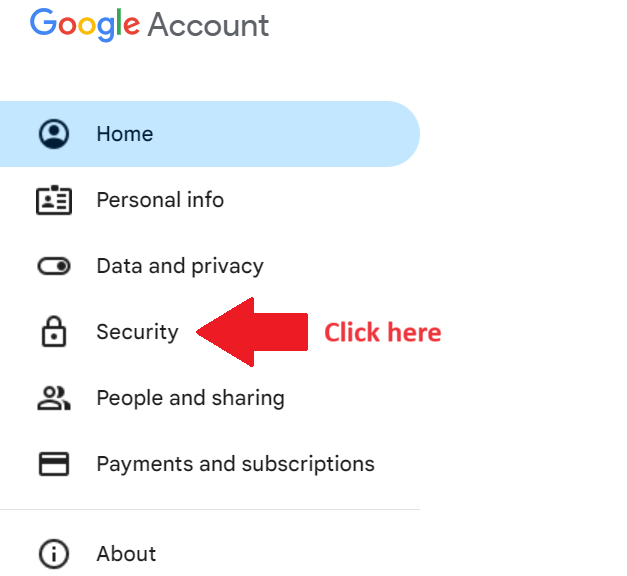 Google Account
Home
Personal info
Data and privacy
Security Click here
People and sharing
Payments and subscriptions
About